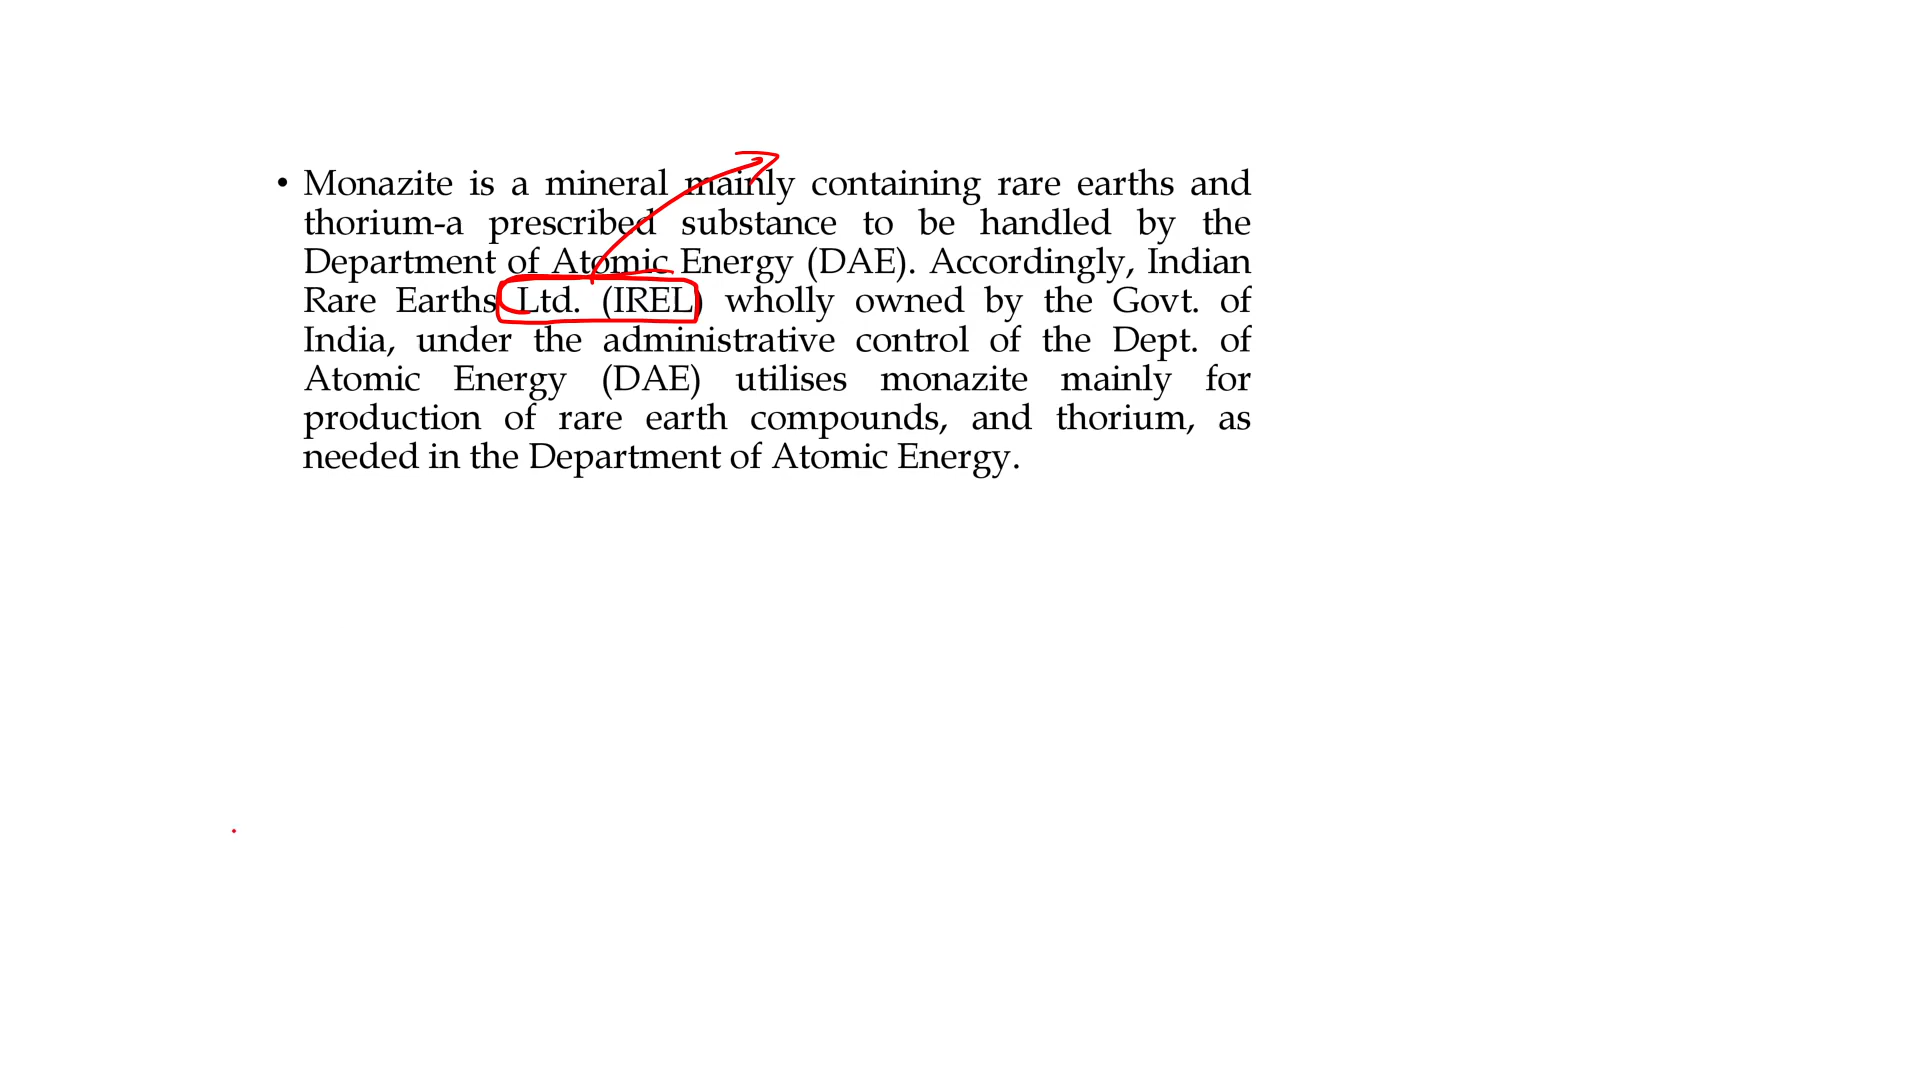 • Monazite is a mineral mainly containing rare earths and
thorium-a prescribed substance to be handled by the
Department of Atomic Energy (DAE). Accordingly, Indian
Rare Earths Ltd. (IREL) wholly owned by the Govt. of
India, under the administrative control of the Dept. of
Atomic Energy (DAE) utilises monazite mainly for
production of rare earth compounds, and thorium, as
needed in the Department of Atomic Energy.